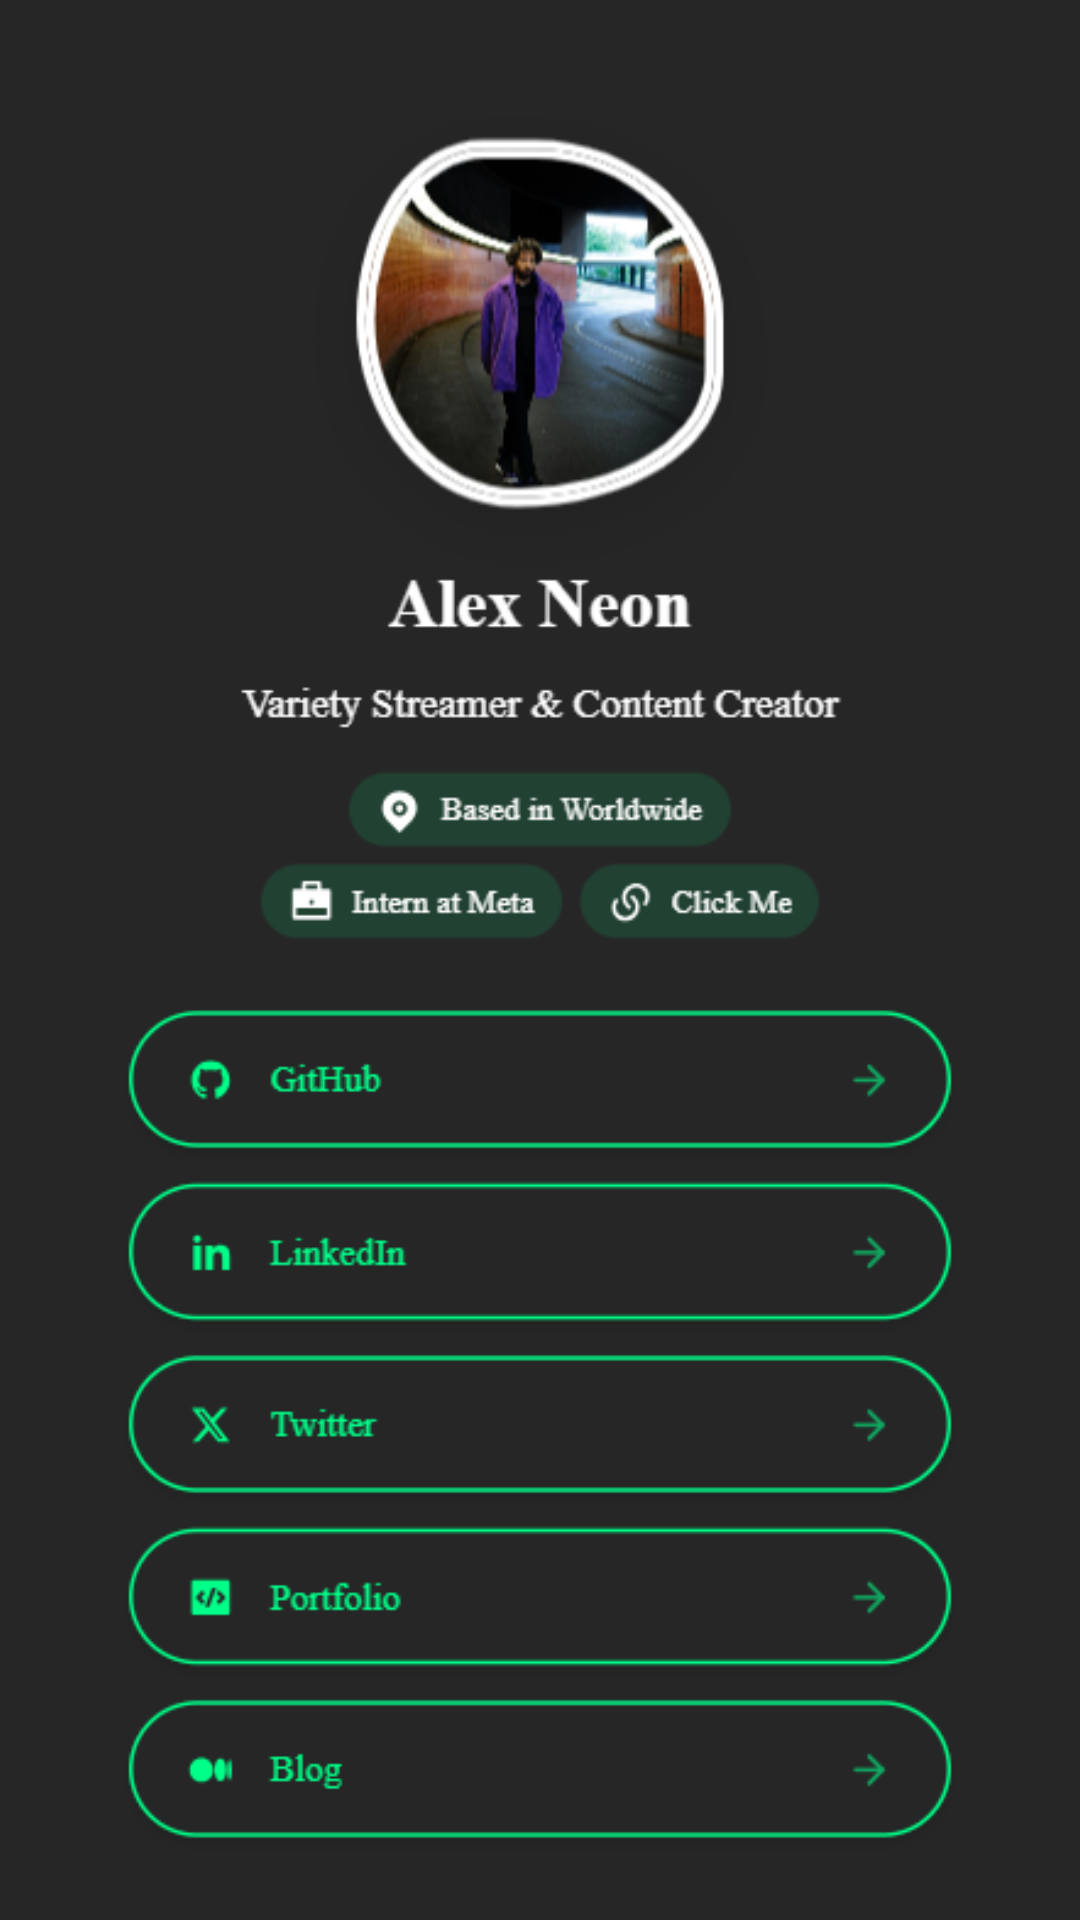 Alex Neon
Variety Streamer & Content Creator
Based in Worldwide
Intern at Meta
Click Me
GitHub
LinkedIn
Twitter
Portfolio
Blog